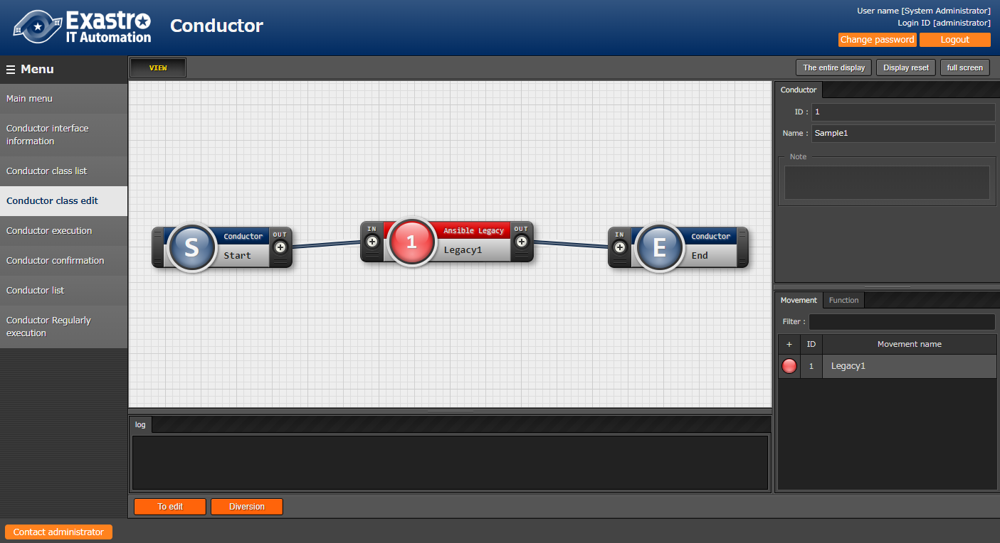 Exastro
IT Automation
Conductor
User name [System Administrator]
Login ID [administrator]
Change password
Logout
Menu
Main menu
Conductor interface
information
Conductor class list
Conductor class edit
Conductor execution
Conductor confirmation
Conductor list
Conductor Regularly
execution
VIEW
The entire display
Display reset
full screen
S
Conductor
Start
OUT
IN
1
Ansible Legacy
Legacy1
OUT
IN
E
Conductor
End
Conductor
ID : 1
Name : Sample1
Note
Movement
Function
Filter :
+ ID Movement name
1 Legacy1
log
To edit
Diversion
Contact administrator